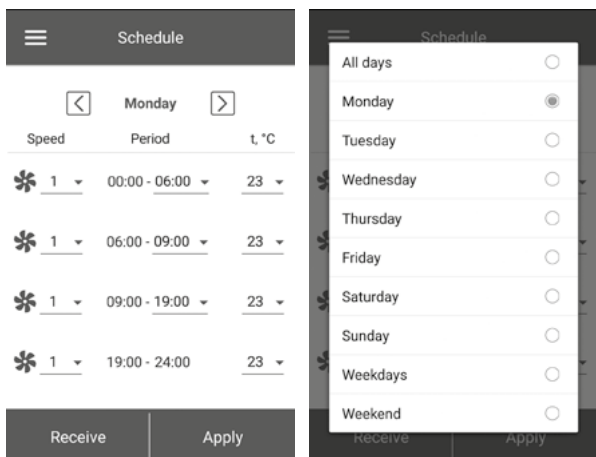 Schedule
Monday
Speed Period t, °C
1 00:00 - 06:00 23
1 06:00 - 09:00 23
1 09:00 - 19:00 23
1 19:00 - 24:00 23
Receive Apply
Schedule
All days
Monday
Tuesday
Wednesday
Thursday
Friday
Saturday
Sunday
Weekdays
Weekend
Receive Apply